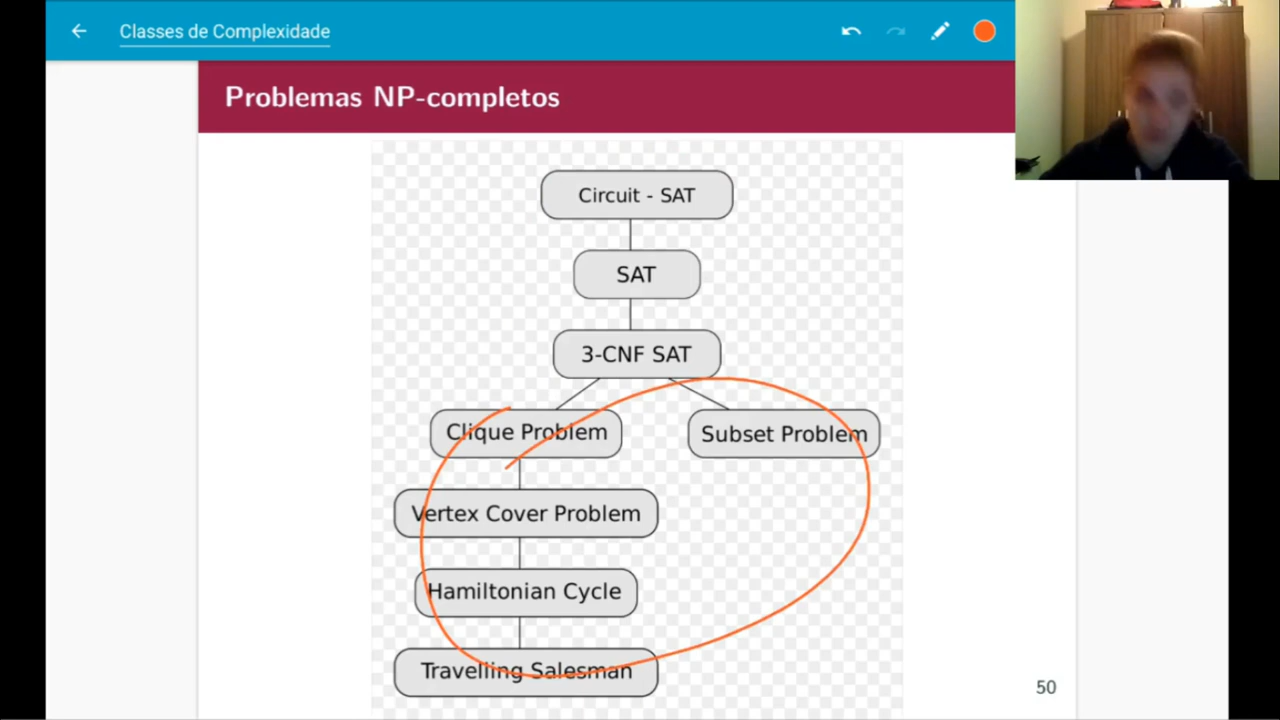 Classes de Complexidade
Problemas NP-completos
Circuit - SAT
SAT
3-CNF SAT
Clique Problem
Subset Problem
Vertex Cover Problem
Hamiltonian Cycle
Travelling Salesman
50